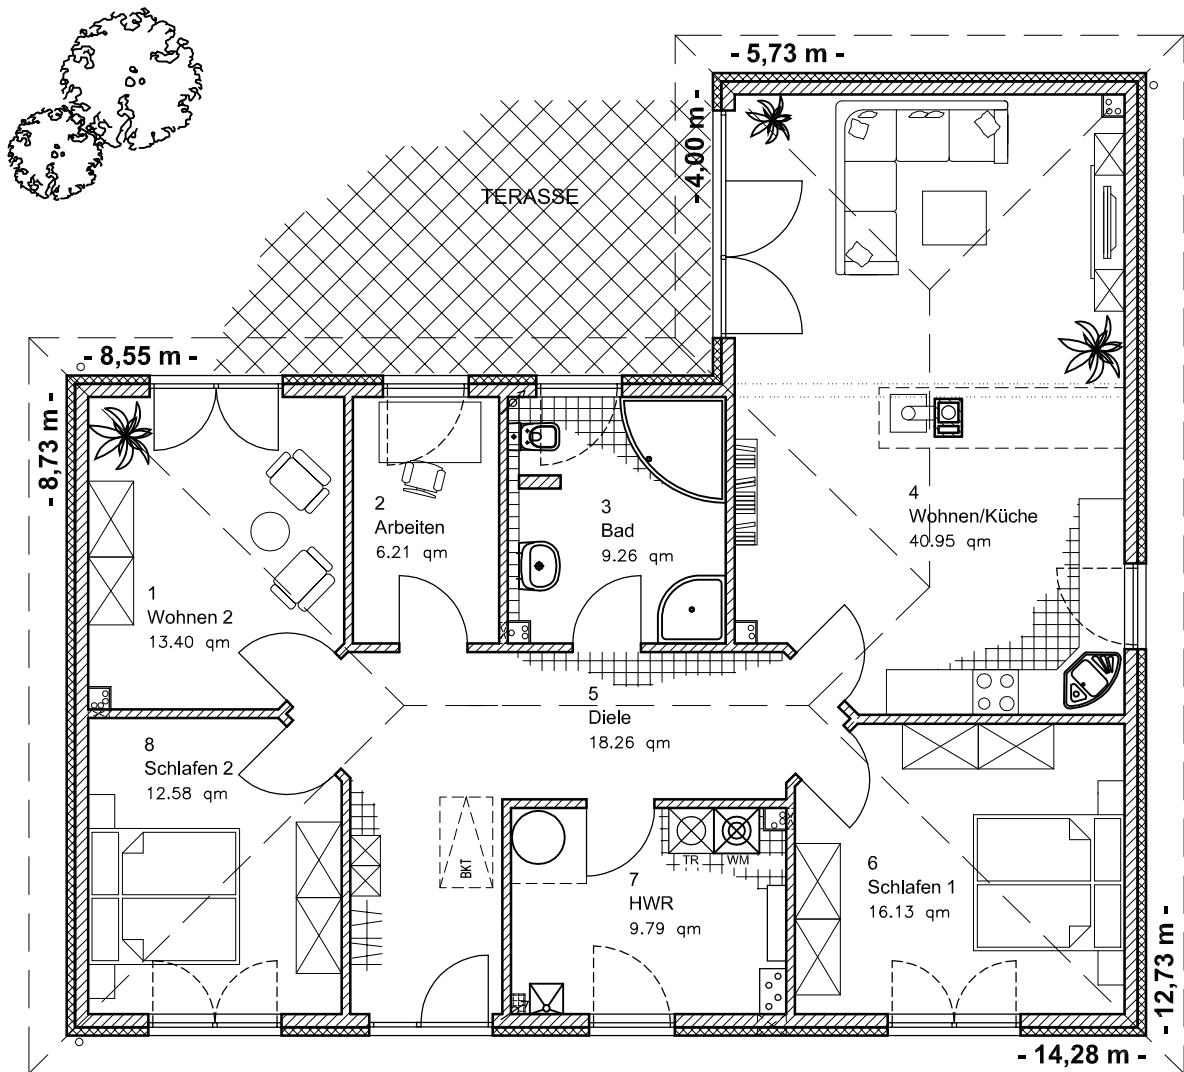 - 5,73 m -
- 4,00 m -
TERASSE
- 8,55 m -
- 8,73 m -
1
Wohnen 2
13.40 qm
2
Arbeiten
6.21 qm
3
Bad
9.26 qm
4
Wohnen/Küche
40.95 qm
5
Diele
18.26 qm
8
Schlafen 2
12.58 qm
BKT
TR
WM
7
HWR
9.79 qm
6
Schlafen 1
16.13 qm
- 12,73 m -
- 14,28 m -